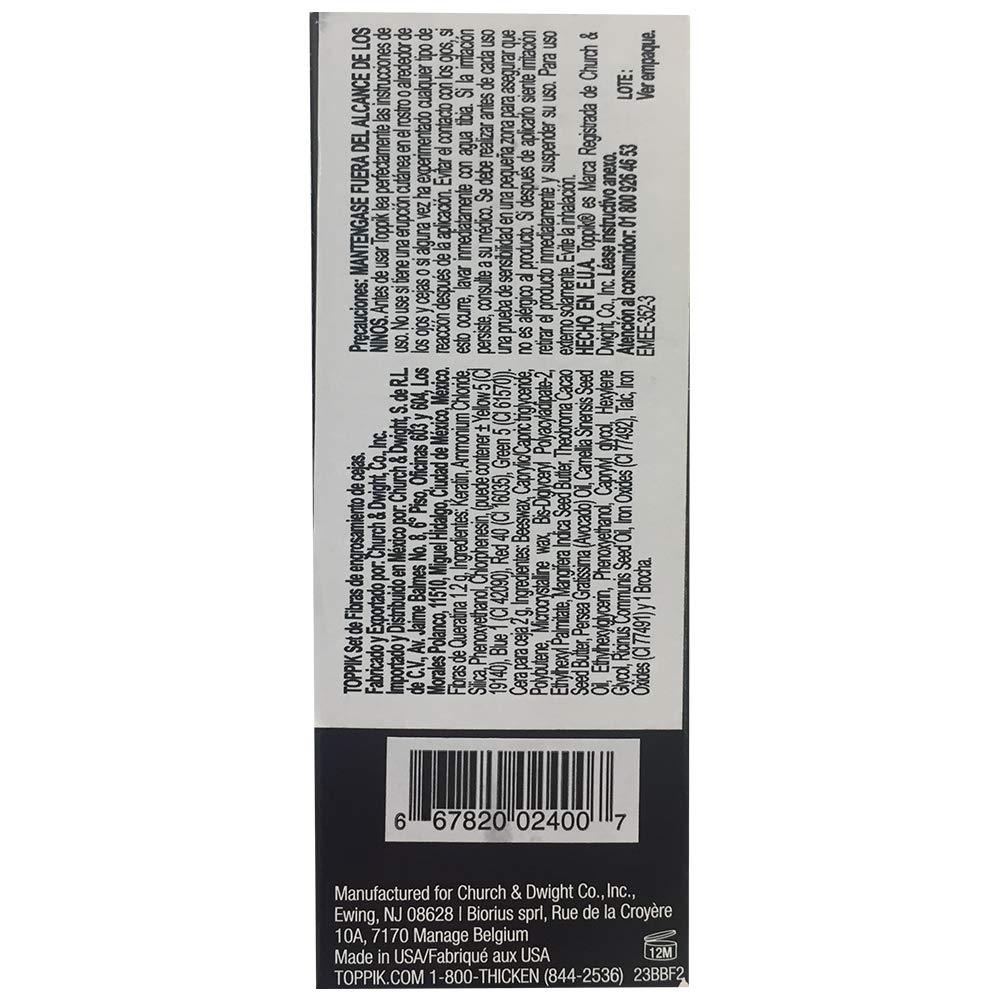 TOPPIK Set de Fibras de engrosamiento de cejas.
Fabricado y Exportado por: Church & Dwight, Co., Inc.
Importado y Distribuido en México por: Church & Dwight, S. de R.L.
de C.V., Av. Jaime Balmes No. 8, 6° Piso, Oficinas 603 y 604, Los
Morales Polanco, 11510, Miguel Hidalgo, Ciudad de México, México.
Fibras de Queratina 1.2 g, Ingredientes: Keratin, Ammonium Chloride,
Silica, Phenoxyethanol, Chlorphenesin, (puede contener ± Yellow 5 (CI
19140), Blue 1 (CI 42090), Red 40 (CI 16035), Green 5 (CI 61570)).
Cera para ceja 2 g, Ingredientes: Beeswax, Caprylic/Capric triglyceride,
Polybutene, Microcrystalline wax, Bis-Diglyceryl Polyacyladipate-2,
Ethylhexyl Palmitate, Mangifera Indica Seed Butter, Theobroma Cacao
Seed Butter, Persea Gratissima (Avocado) Oil, Camellia Sinensis Seed
Oil, Ethylhexylglycerin, Phenoxyethanol, Caprylyl glycol, Hexylene
Glycol, Ricinus Communis Seed Oil, Iron Oxides (CI 77492), Talc, Iron
Oxides (CI 77491) y 1 Brocha.
Precauciones: MANTENGASE FUERA DEL ALCANCE DE LOS
NIÑOS. Antes de usar Toppik lea perfectamente las instrucciones de
uso. No use si tiene una erupción cutánea en el rostro o alrededor de
los ojos y cejas o si alguna vez ha experimentado cualquier tipo de
reacción después de la aplicación. Evitar el contacto con los ojos, si
esto ocurre, lavar inmediatamente con agua tibia. Si la irritación
persiste, consulte a su médico. Se debe realizar antes de cada uso
una prueba de sensibilidad en una pequeña zona para asegurar que
no es alérgico al producto. Si después de aplicarlo siente irritación
retirar el producto inmediatamente y suspender su uso. Para uso
externo solamente. Evite la inhalación.
HECHO EN E.U.A. Toppik® es Marca Registrada de Church &
Dwight, Co., Inc. Léase instructivo anexo.
Atención al consumidor: 01 800 926 46 53
EMEE-352-3
LOTE:
Ver empaque.
6 67820 02400 7
Manufactured for Church & Dwight Co., Inc.,
Ewing, NJ 08628 | Biorius sprl, Rue de la Croyère
10A, 7170 Manage Belgium
Made in USA/Fabriqué aux USA
TOPPIK.COM 1-800-THICKEN (844-2536) 23BBF2
12M